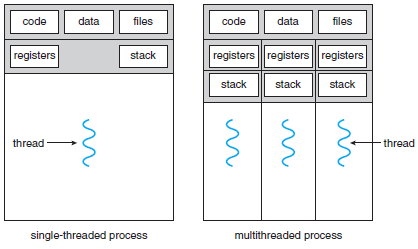 code data files
registers stack
thread
single-threaded process
code data files
registers registers registers
stack stack stack
thread
multithreaded process